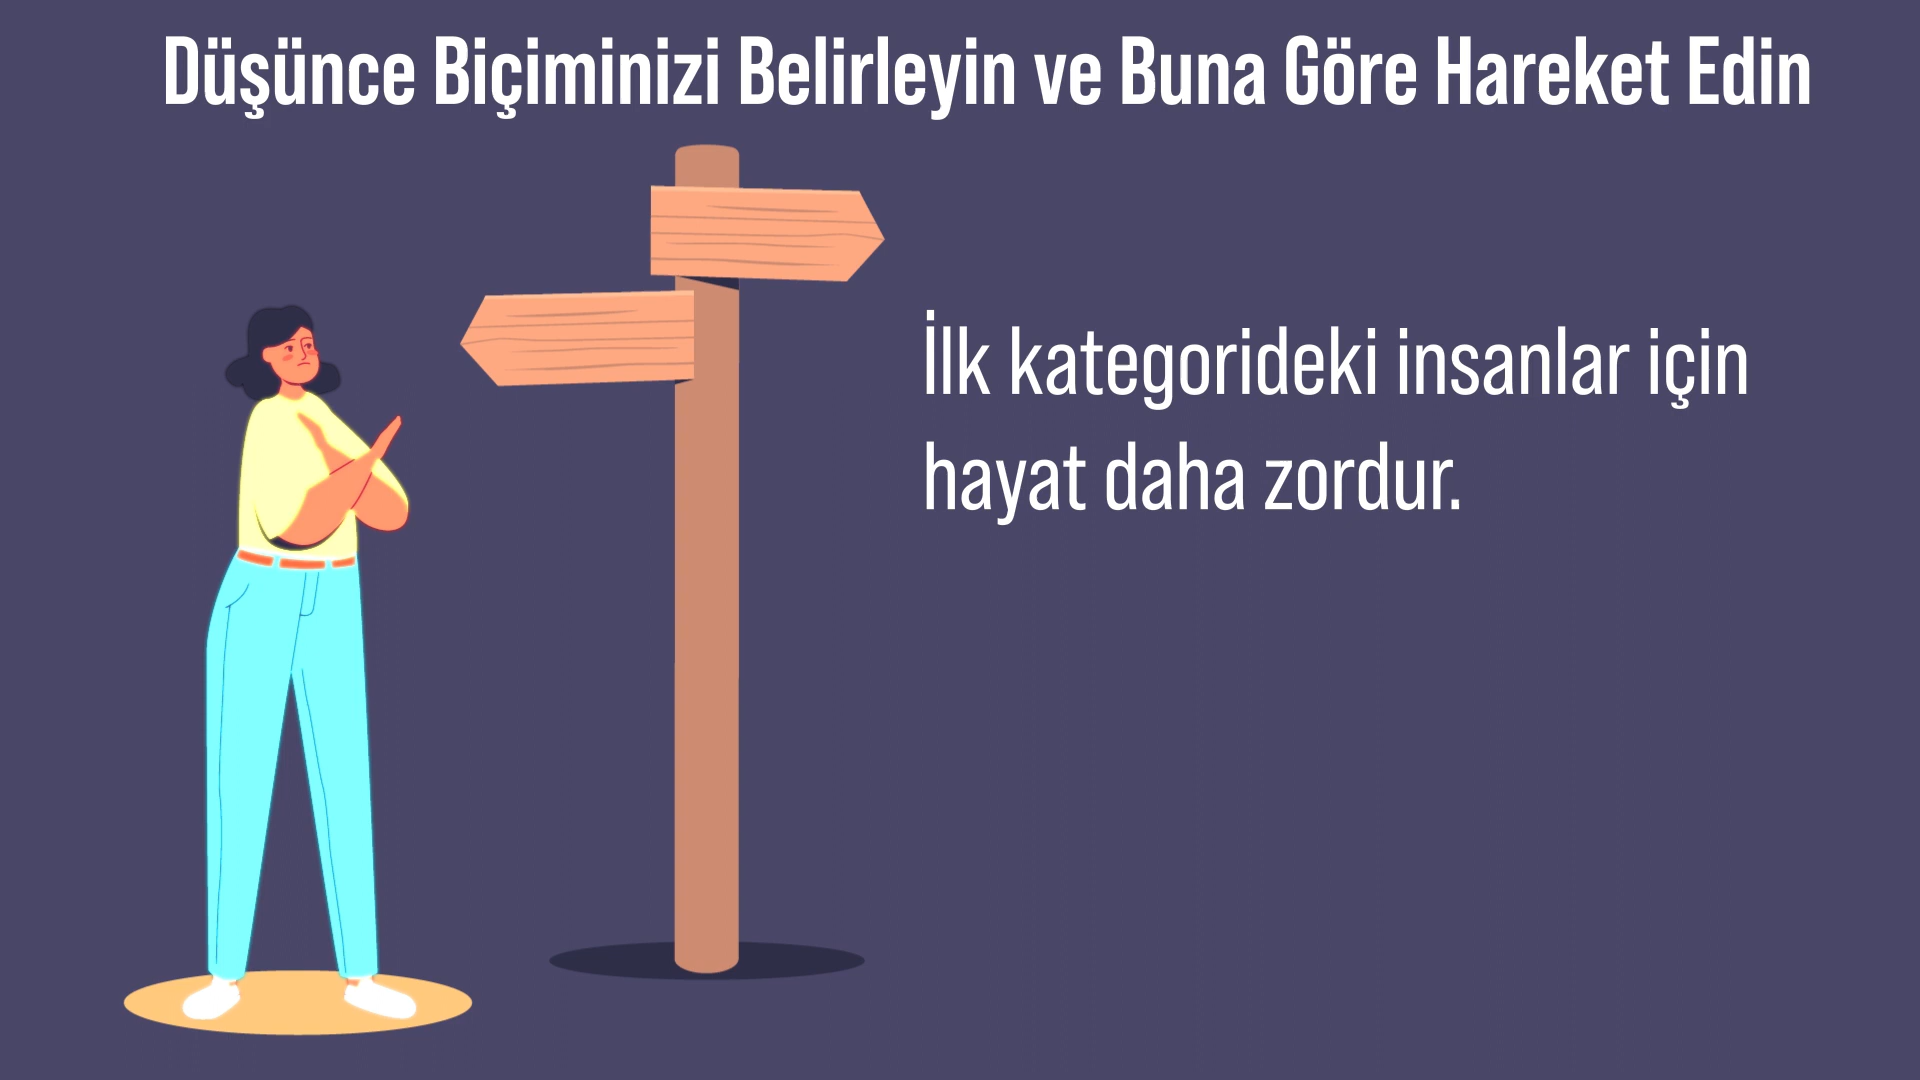 Düşünce Biçiminizi Belirleyin ve Buna Göre Hareket Edin
İlk kategorideki insanlar için
hayat daha zordur.